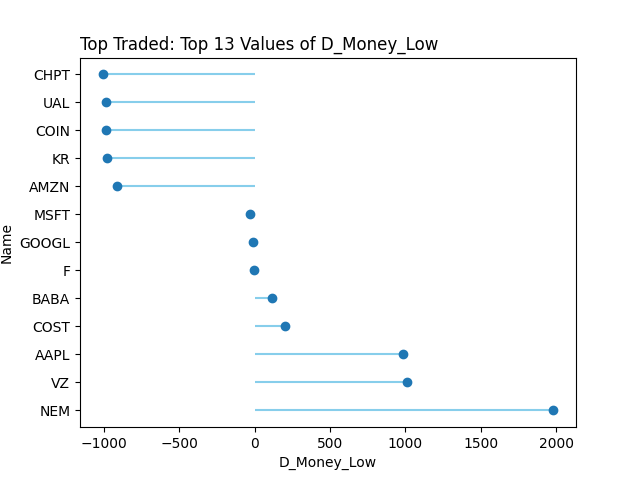 Top Traded: Top 13 Values of D_Money_Low
CHPT
UAL
COIN
KR
AMZN
MSFT
GOOGL
F
BABA
COST
AAPL
VZ
NEM
Name
−1000 −500 0 500 1000 1500 2000
D_Money_Low